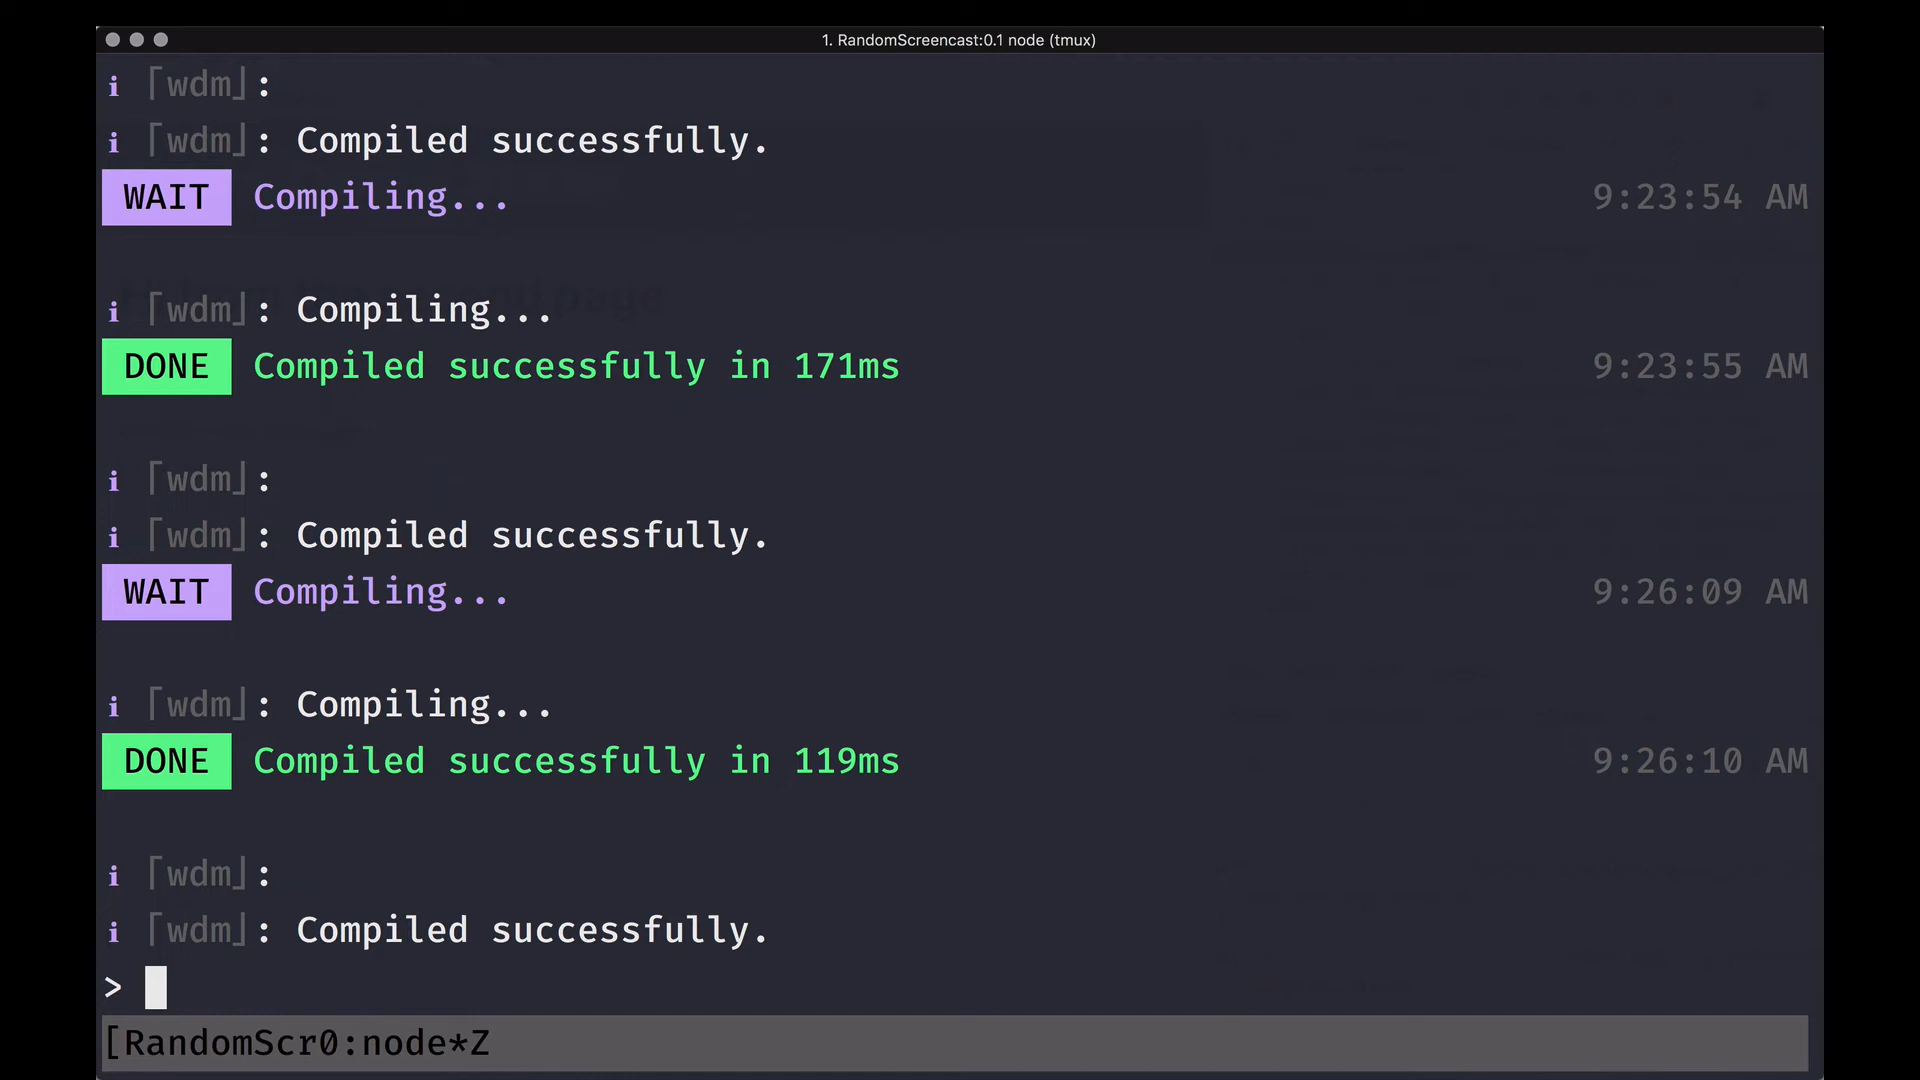 1. RandomScreencast:0.1 node (tmux)
ℹ ｢wdm｣:
ℹ ｢wdm｣: Compiled successfully.
WAIT Compiling... 9:23:54 AM
ℹ ｢wdm｣: Compiling...
DONE Compiled successfully in 171ms 9:23:55 AM
ℹ ｢wdm｣:
ℹ ｢wdm｣: Compiled successfully.
WAIT Compiling... 9:26:09 AM
ℹ ｢wdm｣: Compiling...
DONE Compiled successfully in 119ms 9:26:10 AM
ℹ ｢wdm｣:
ℹ ｢wdm｣: Compiled successfully.
>
[RandomScr0:node*Z